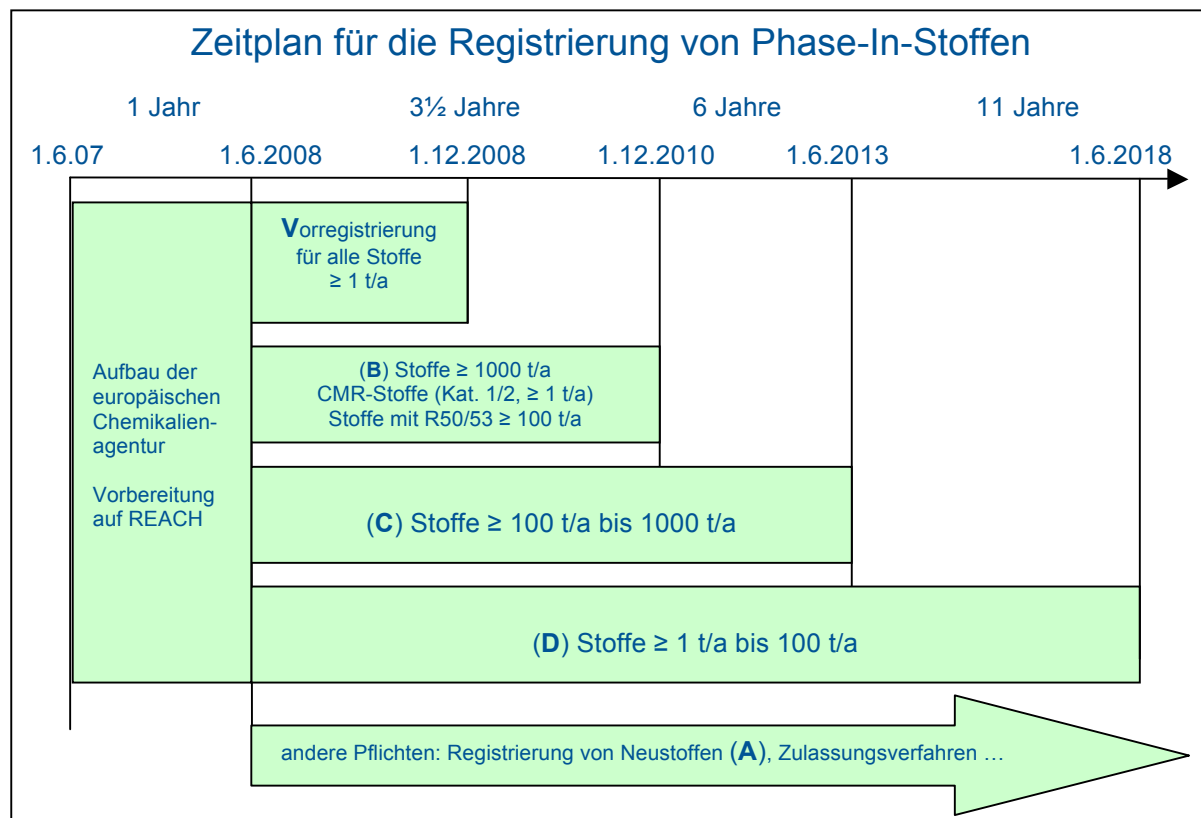 Zeitplan für die Registrierung von Phase-In-Stoffen
1 Jahr 3½ Jahre 6 Jahre 11 Jahre
1.6.07 1.6.2008 1.12.2008 1.12.2010 1.6.2013 1.6.2018
Vorregistrierung
für alle Stoffe
≥ 1 t/a
Aufbau der
europäischen
Chemikalien-
agentur
Vorbereitung
auf REACH
(B) Stoffe ≥ 1000 t/a
CMR-Stoffe (Kat. 1/2, ≥ 1 t/a)
Stoffe mit R50/53 ≥ 100 t/a
(C) Stoffe ≥ 100 t/a bis 1000 t/a
(D) Stoffe ≥ 1 t/a bis 100 t/a
andere Pflichten: Registrierung von Neustoffen (A), Zulassungsverfahren …